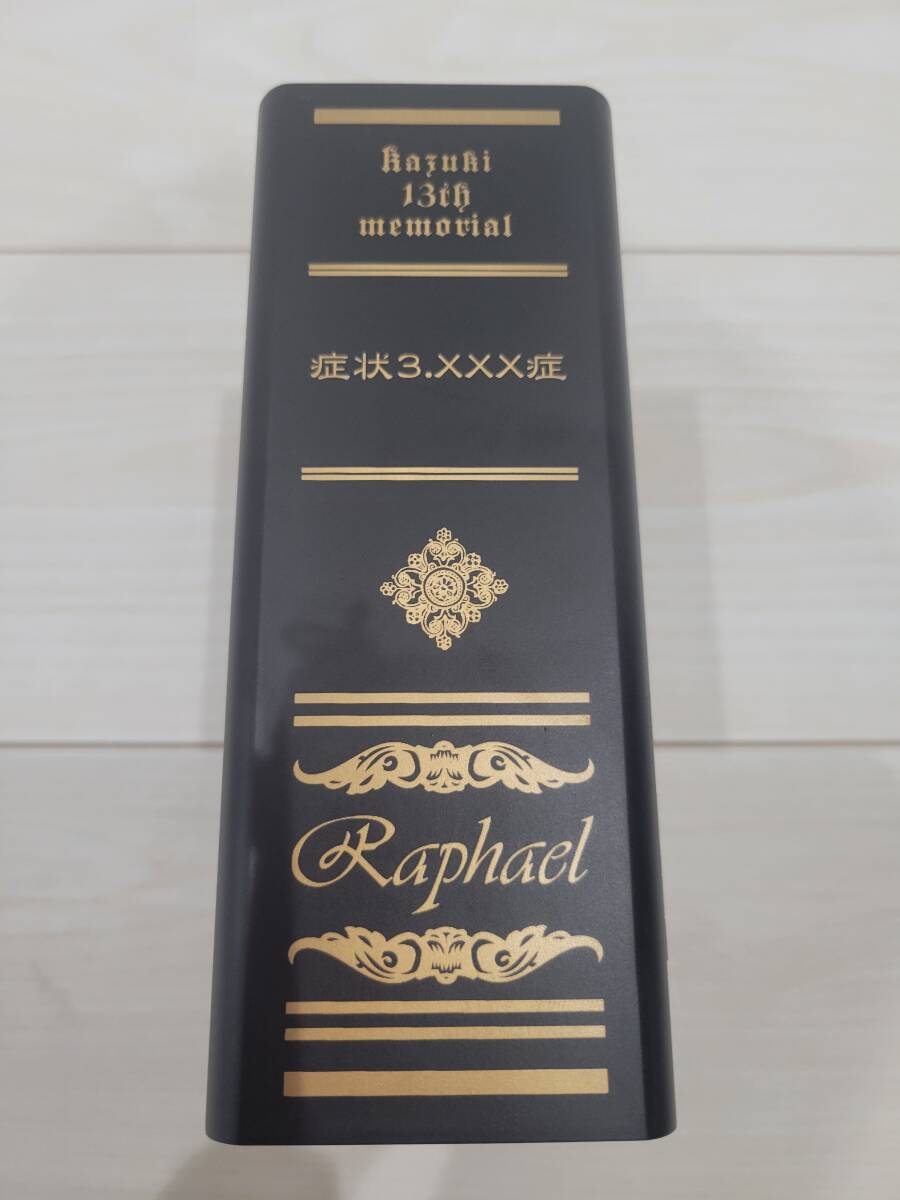 kazuki
13th
memorial
症状3.XXX症
Raphael